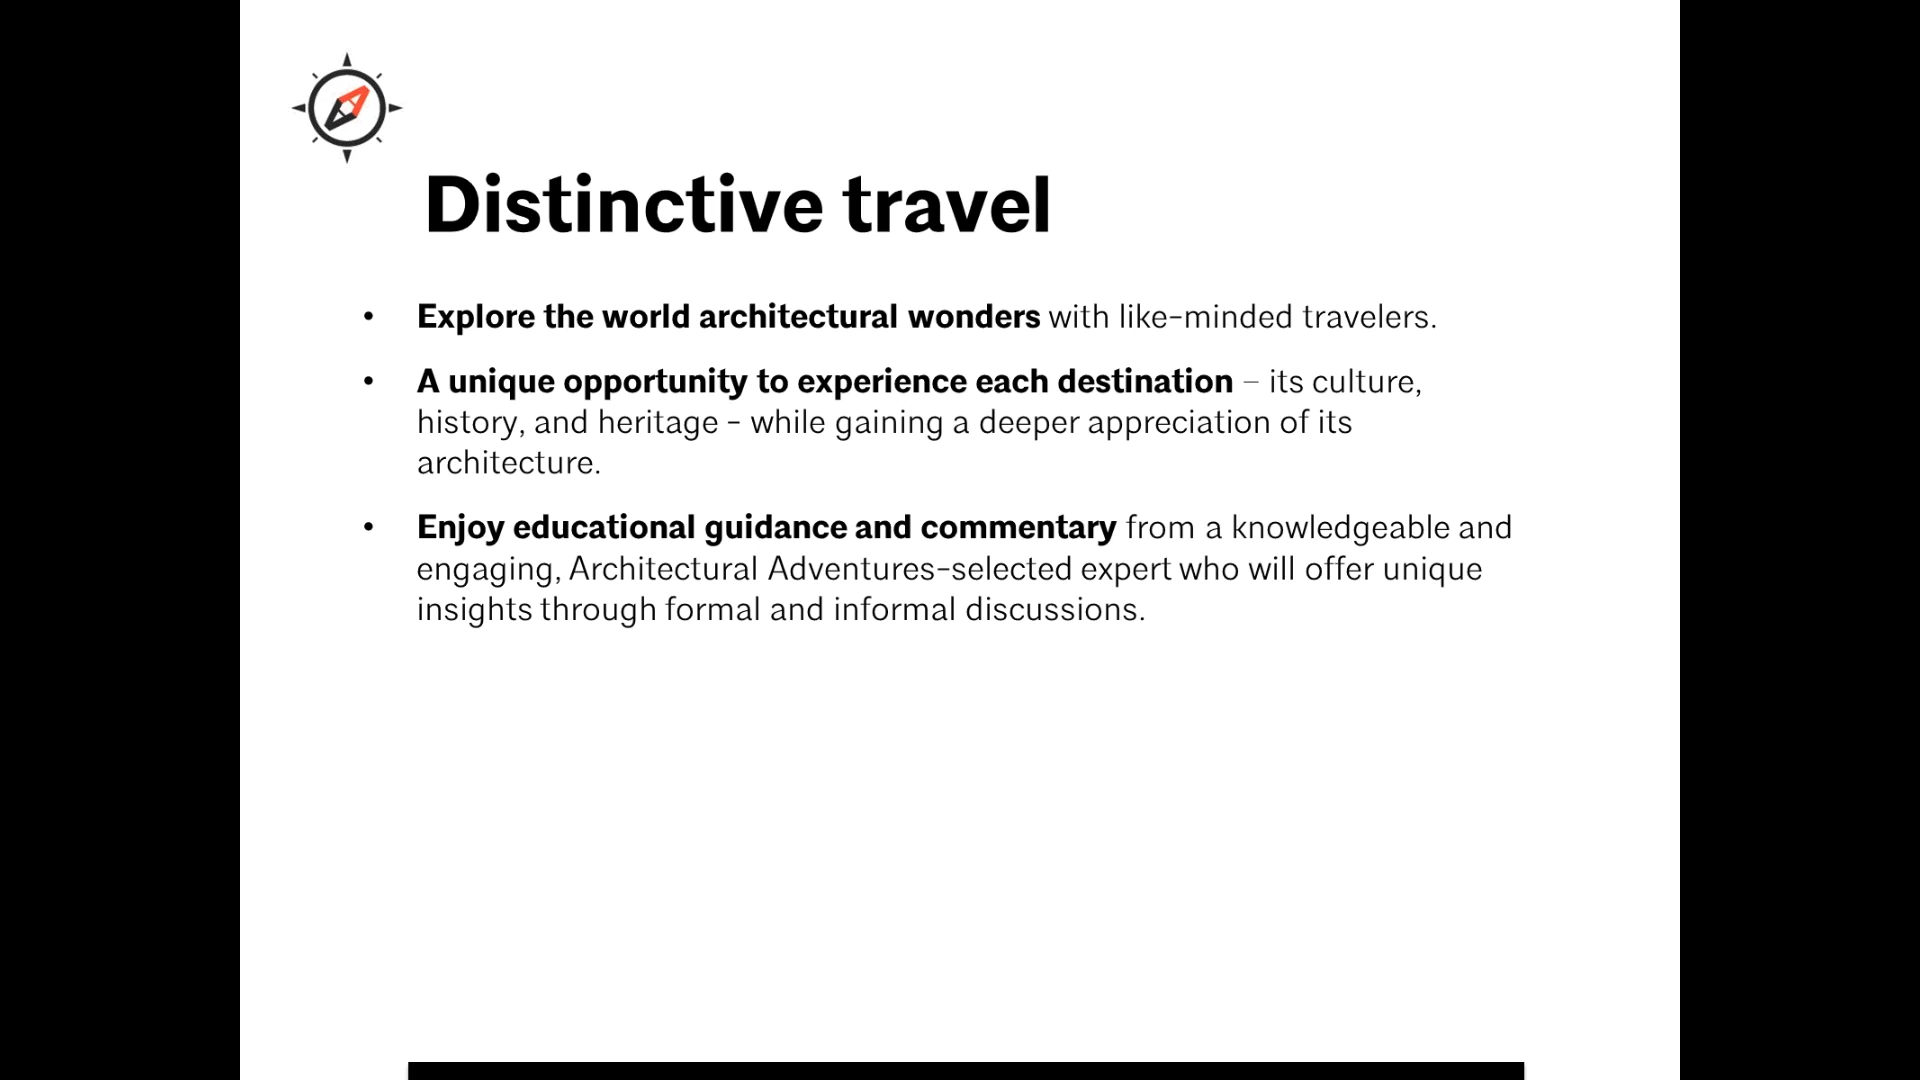 Distinctive travel
• Explore the world architectural wonders with like-minded travelers.
• A unique opportunity to experience each destination – its culture,
history, and heritage - while gaining a deeper appreciation of its
architecture.
• Enjoy educational guidance and commentary from a knowledgeable and
engaging, Architectural Adventures-selected expert who will offer unique
insights through formal and informal discussions.